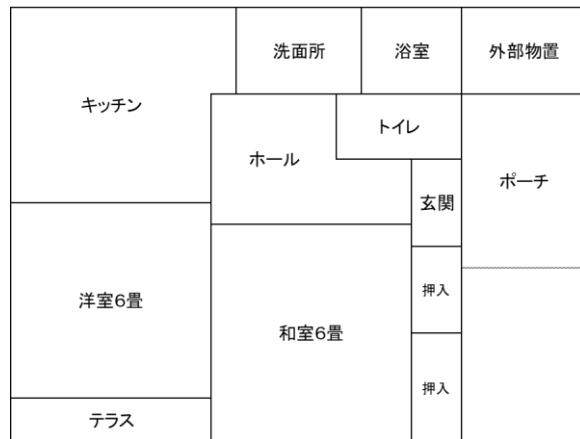 洗面所
浴室
外部物置
キッチン
トイレ
ホール
ポーチ
玄関
押入
洋室6畳
和室6畳
押入
テラス